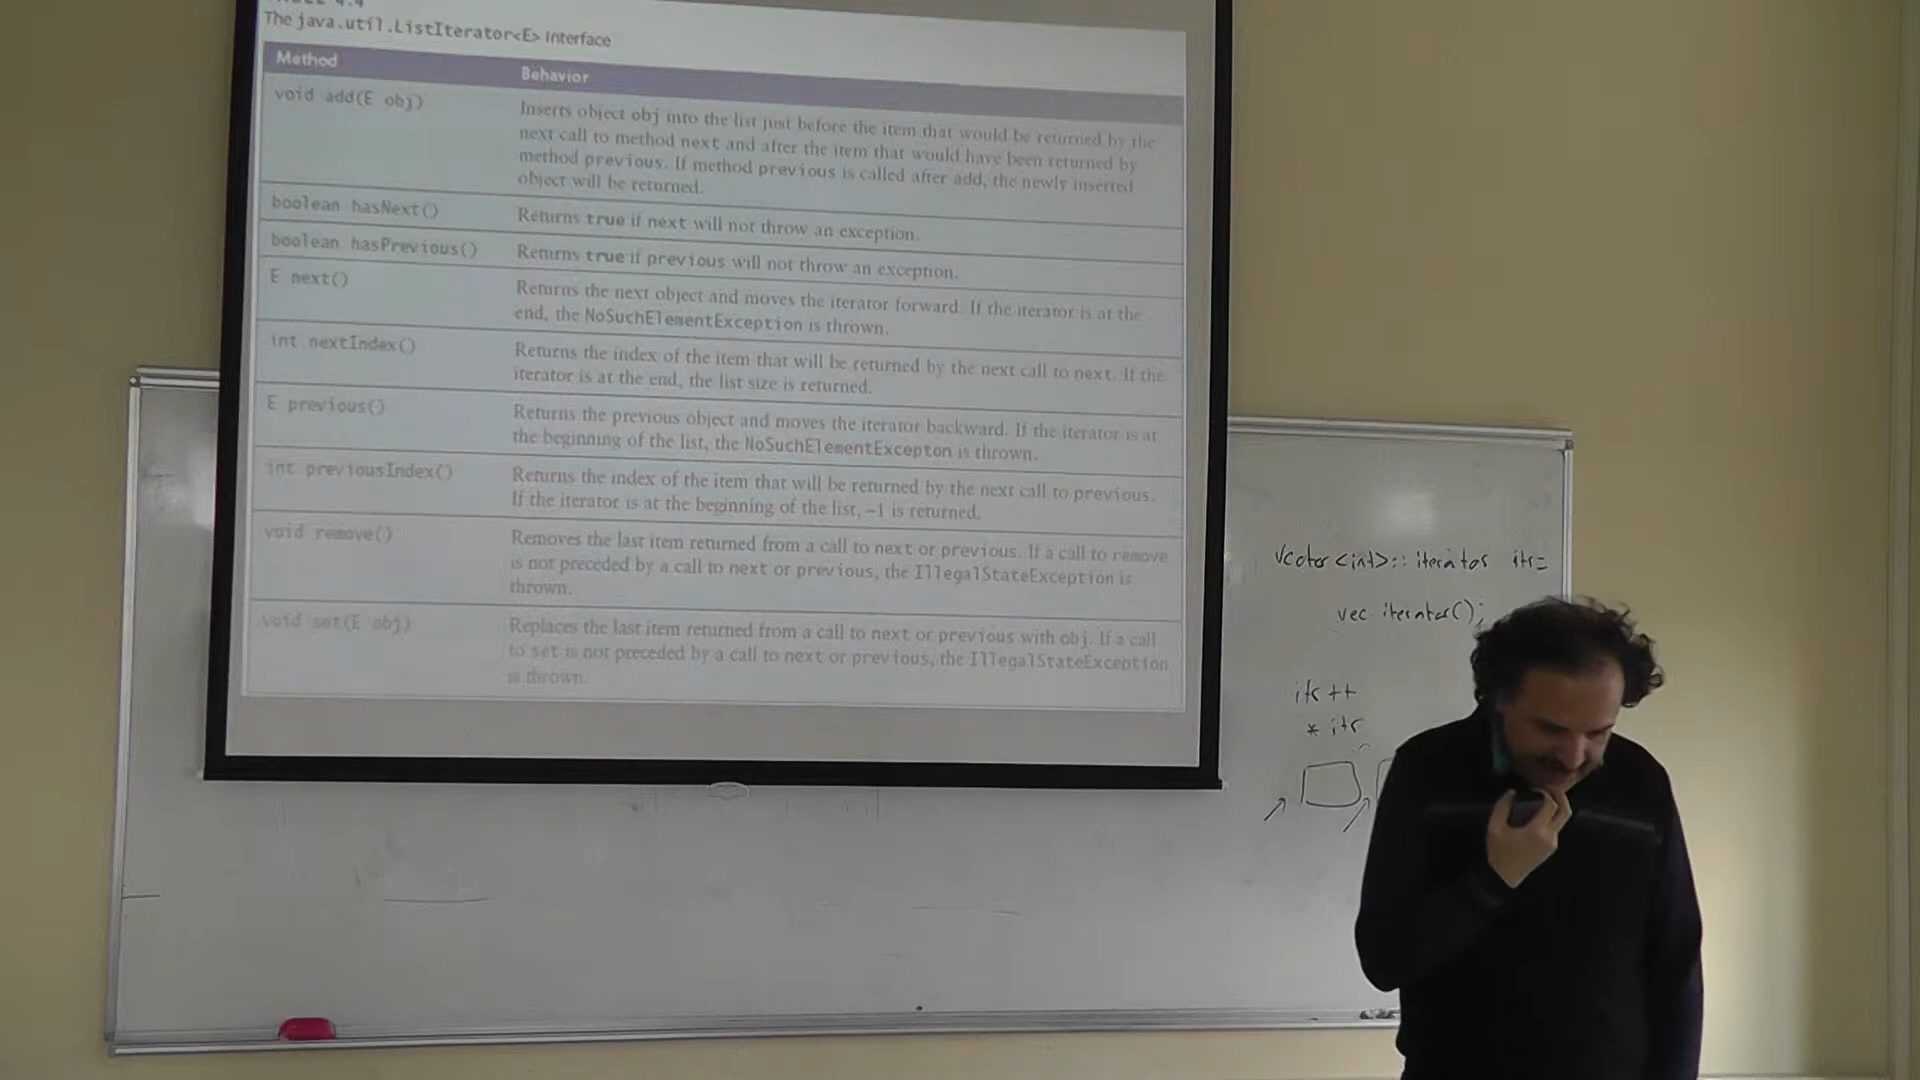 The java.util.ListIterator<E> Interface
Method Behavior
void add(E obj) Inserts object obj into the list just before the item that would be returned by the
next call to method next and after the item that would have been returned by
method previous. If method previous is called after add, the newly inserted
object will be returned.
boolean hasNext() Returns true if next will not throw an exception.
boolean hasPrevious() Returns true if previous will not throw an exception.
E next() Returns the next object and moves the iterator forward. If the iterator is at the
end, the NoSuchElementException is thrown.
int nextIndex() Returns the index of the item that will be returned by the next call to next. If the
iterator is at the end, the list size is returned.
E previous() Returns the previous object and moves the iterator backward. If the iterator is at
the beginning of the list, the NoSuchElementExcepton is thrown.
int previousIndex() Returns the index of the item that will be returned by the next call to previous.
If the iterator is at the beginning of the list, -1 is returned.
void remove() Removes the last item returned from a call to next or previous. If a call to remove
is not preceded by a call to next or previous, the IllegalStateException is
thrown.
void set(E obj) Replaces the last item returned from a call to next or previous with obj. If a call
to set is not preceded by a call to next or previous, the IllegalStateException
is thrown.
vector<int>::iterator itr=
vec.iterator();
itr ++
* itr